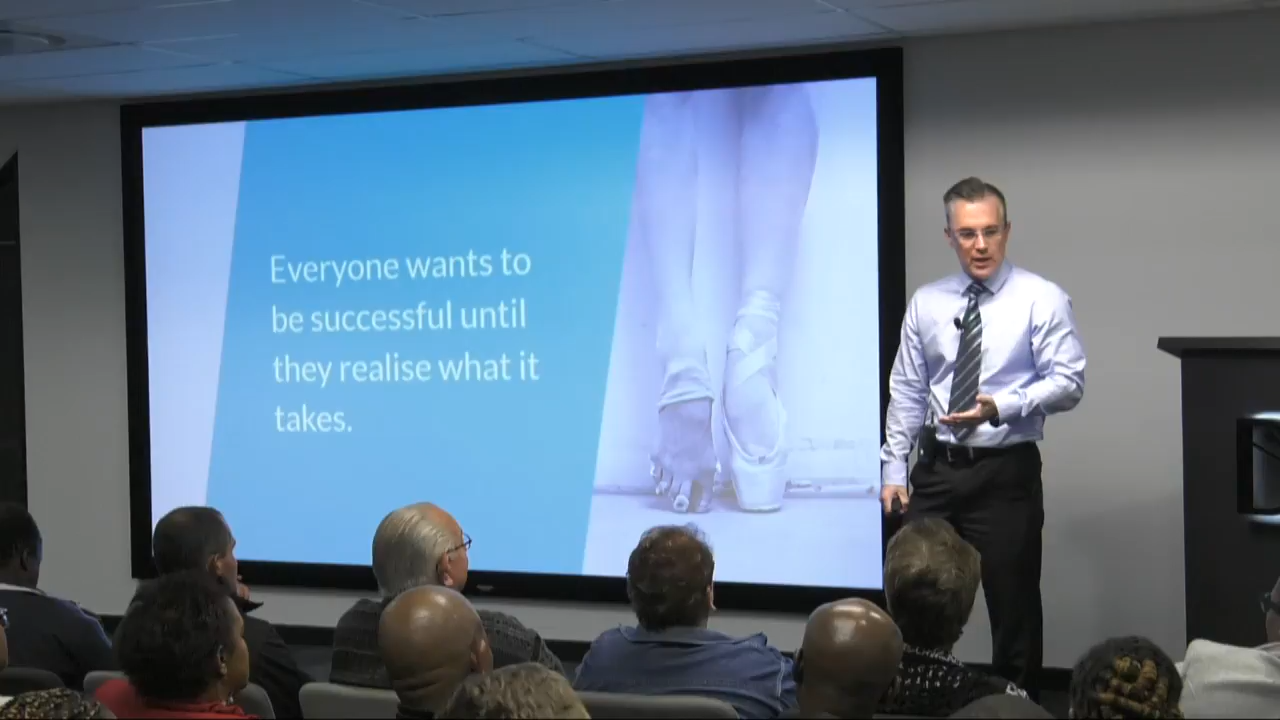 Everyone wants to
be successful until
they realise what it
takes.